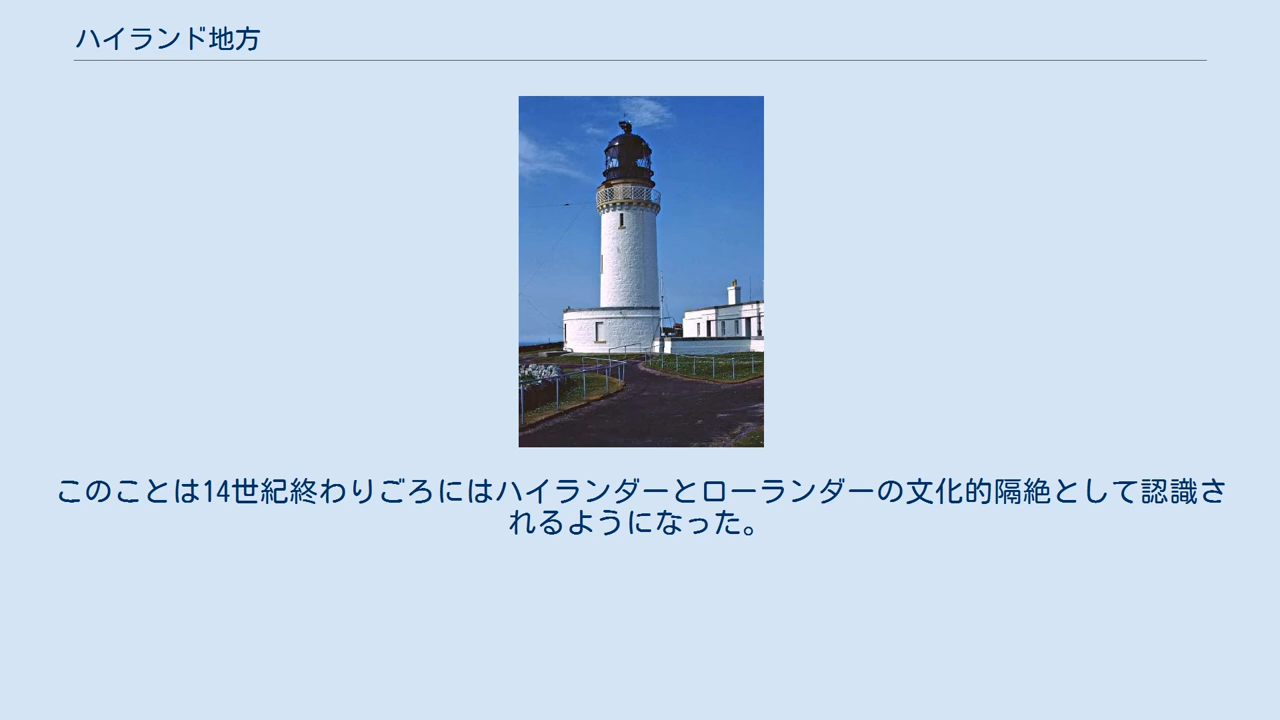 ハイランド地方
このことは14世紀終わりごろにはハイランダーとローランダーの文化的隔絶として認識さ
れるようになった。